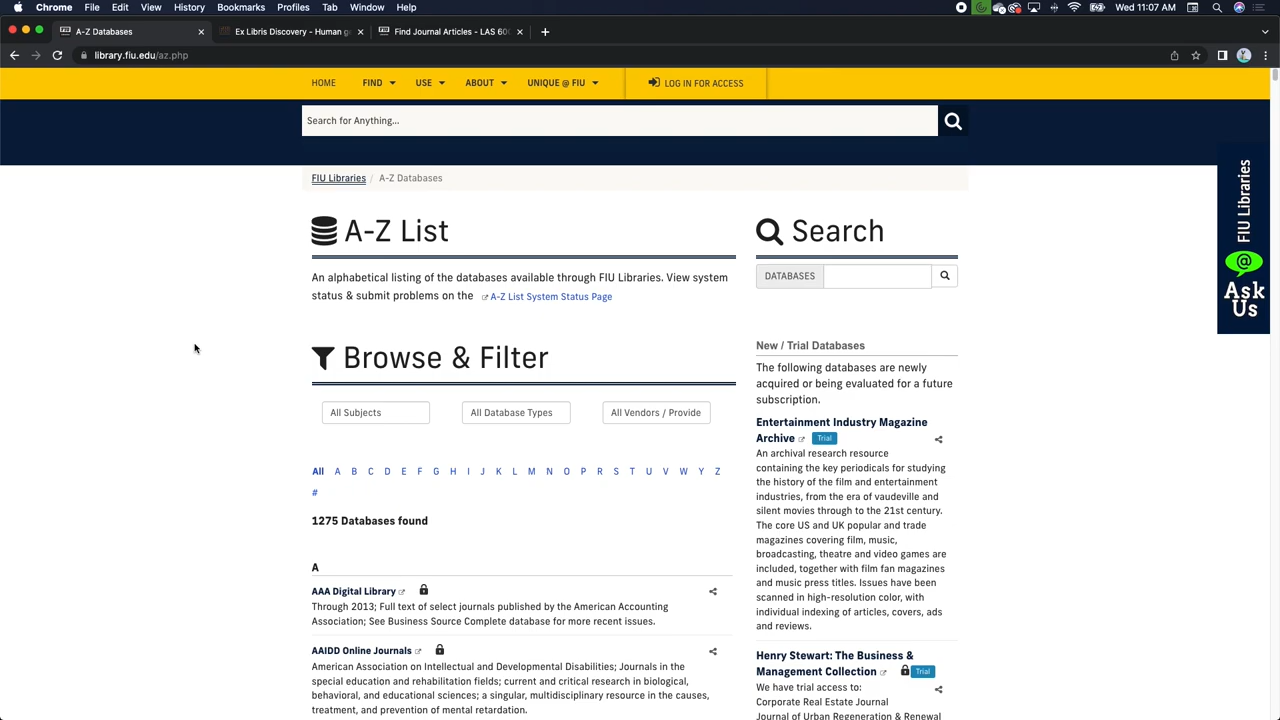 Chrome File Edit View History Bookmarks Profiles Tab Window Help Wed 11:07 AM
A-Z Databases Ex Libris Discovery - Human g Find Journal Articles - LAS 600
library.fiu.edu/az.php
HOME FIND USE ABOUT UNIQUE @ FIU LOG IN FOR ACCESS
Search for Anything...
FIU Libraries / A-Z Databases
A-Z List
An alphabetical listing of the databases available through FIU Libraries. View system
status & submit problems on the A-Z List System Status Page
Browse & Filter
All Subjects All Database Types All Vendors / Provide
All A B C D E F G H I J K L M N O P R S T U V W Y Z
#
1275 Databases found
A
AAA Digital Library
Through 2013; Full text of select journals published by the American Accounting
Association; See Business Source Complete database for more recent issues.
AAIDD Online Journals
American Association on Intellectual and Developmental Disabilities; Journals in the
special education and rehabilitation fields; current and critical research in biological,
behavioral, and educational sciences; a singular, multidisciplinary resource in the causes,
treatment, and prevention of mental retardation.
Search
DATABASES
New / Trial Databases
The following databases are newly
acquired or being evaluated for a future
subscription.
Entertainment Industry Magazine
Archive Trial
An archival research resource
containing the key periodicals for studying
the history of the film and entertainment
industries, from the era of vaudeville and
silent movies through to the 21st century.
The core US and UK popular and trade
magazines covering film, music,
broadcasting, theatre and video games are
included, together with film fan magazines
and music press titles. Issues have been
scanned in high-resolution color, with
individual indexing of articles, covers, ads
and reviews.
Henry Stewart: The Business &
Management Collection Trial
We have trial access to:
Corporate Real Estate Journal
Journal of Urban Regeneration & Renewal
FIU Libraries
@
Ask
Us